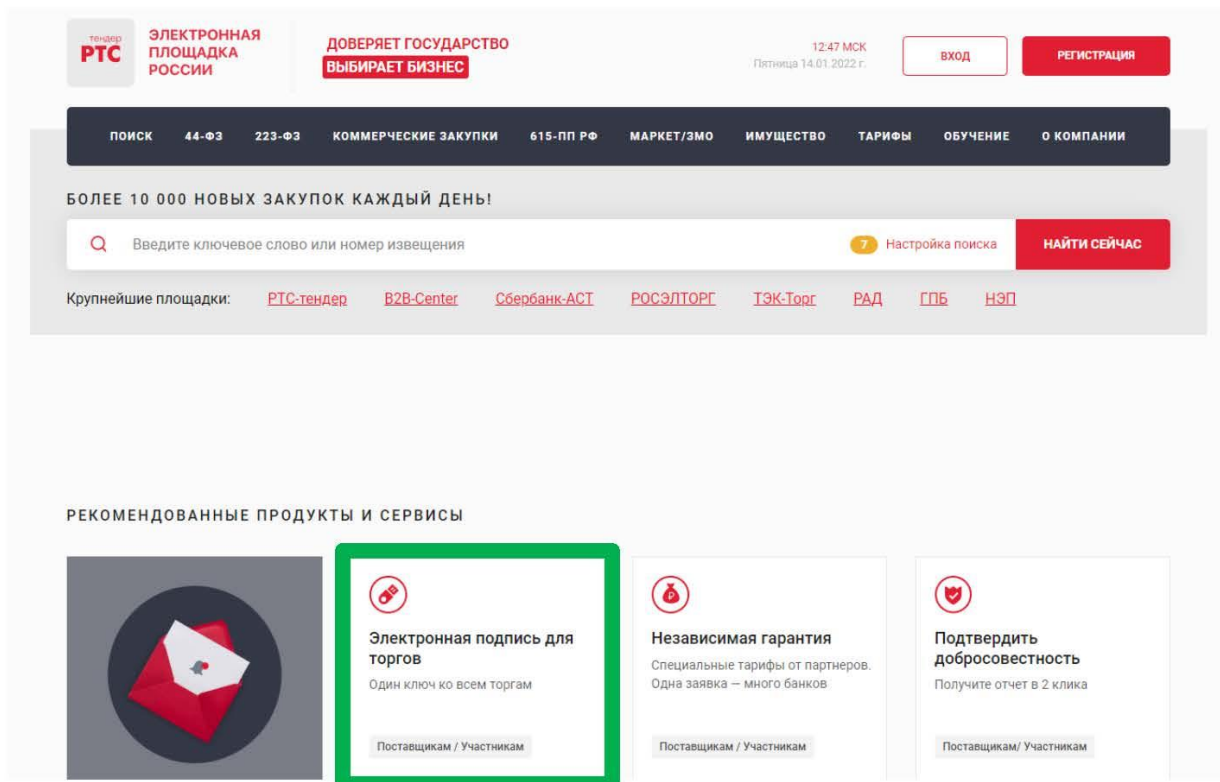 тендер
РТС
ЭЛЕКТРОННАЯ
ПЛОЩАДКА
РОССИИ
ДОВЕРЯЕТ ГОСУДАРСТВО
ВЫБИРАЕТ БИЗНЕС
12:47 МСК
Пятница 14.01.2022 г.
ВХОД
РЕГИСТРАЦИЯ
ПОИСК 44-ФЗ 223-ФЗ КОММЕРЧЕСКИЕ ЗАКУПКИ 615-ПП РФ МАРКЕТ/ЗМО ИМУЩЕСТВО ТАРИФЫ ОБУЧЕНИЕ О КОМПАНИИ
БОЛЕЕ 10 000 НОВЫХ ЗАКУПОК КАЖДЫЙ ДЕНЬ!
Введите ключевое слово или номер извещения 7 Настройка поиска НАЙТИ СЕЙЧАС
Крупнейшие площадки: РТС-тендер B2B-Center Сбербанк-АСТ РОСЭЛТОРГ ТЭК-Торг РАД ГПБ НЭП
РЕКОМЕНДОВАННЫЕ ПРОДУКТЫ И СЕРВИСЫ
Электронная подпись для
торгов
Один ключ ко всем торгам
Поставщикам / Участникам
Независимая гарантия
Специальные тарифы от партнеров.
Одна заявка — много банков
Поставщикам / Участникам
Подтвердить
добросовестность
Получите отчет в 2 клика
Поставщикам/ Участникам